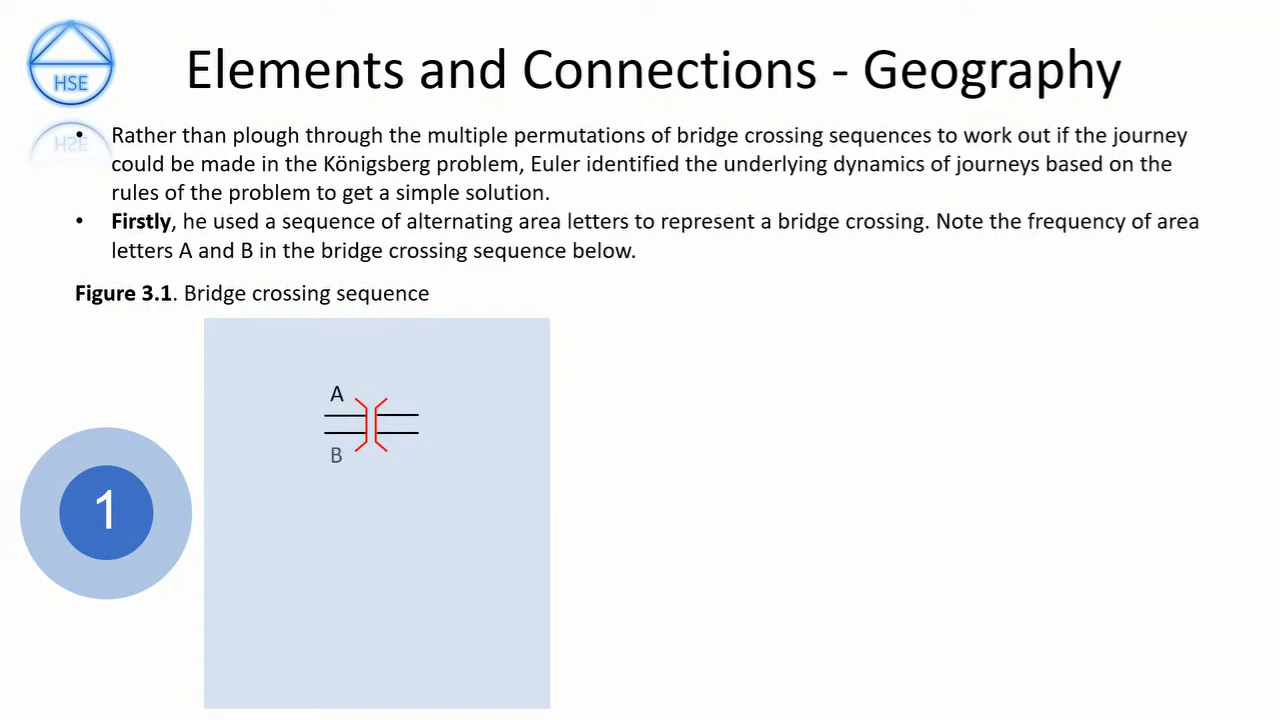 HSE
Elements and Connections - Geography
• Rather than plough through the multiple permutations of bridge crossing sequences to work out if the journey
could be made in the Königsberg problem, Euler identified the underlying dynamics of journeys based on the
rules of the problem to get a simple solution.
• Firstly, he used a sequence of alternating area letters to represent a bridge crossing. Note the frequency of area
letters A and B in the bridge crossing sequence below.
Figure 3.1. Bridge crossing sequence
A
B
1